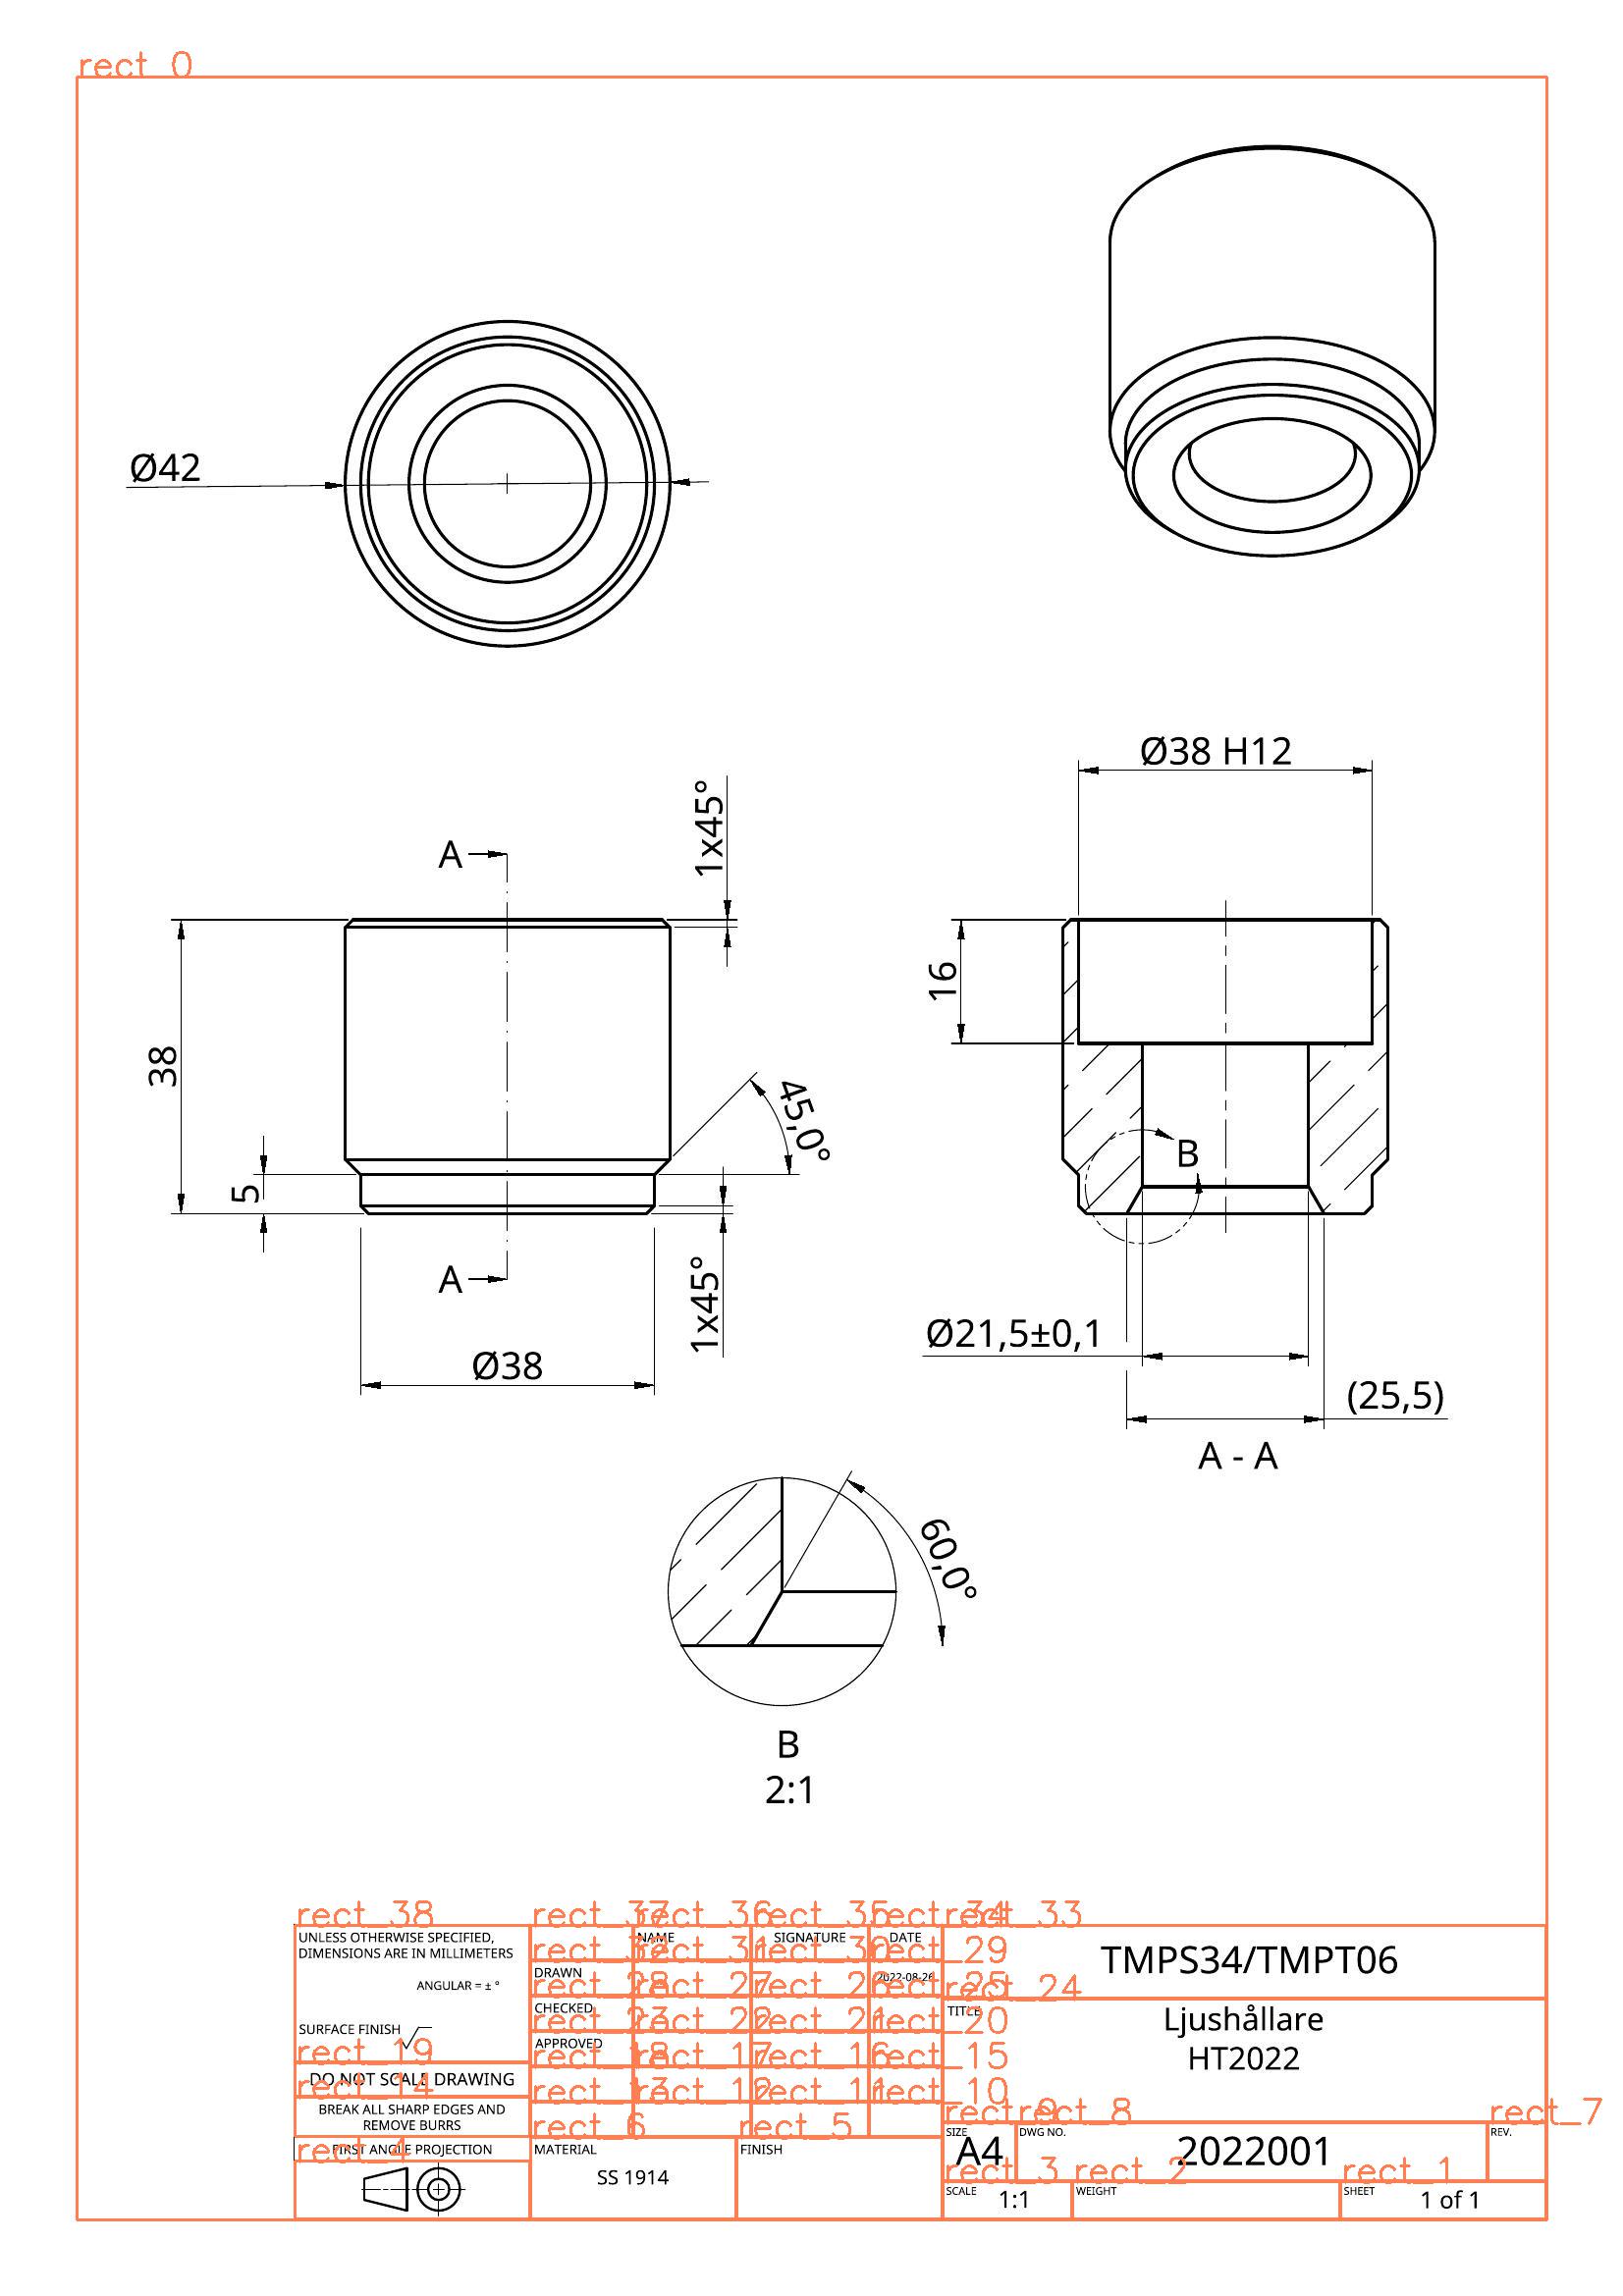 rect_0
Ø42
Ø38 H12
1x45°
A
16
38
45,0°
B
5
A
1x45°
Ø21,5±0,1
Ø38
(25,5)
A - A
60,0°
B
2:1
rect_38
rect_37
rect_36
rect_35
rect_34
rect_33
UNLESS OTHERWISE SPECIFIED,
DIMENSIONS ARE IN MILLIMETERS
ANGULAR = ± °
SURFACE FINISH
NAME
SIGNATURE
DATE
rect_32
rect_31
rect_30
rect_29
DRAWN
2022-08-26
TMPS34/TMPT06
rect_28
rect_27
rect_26
rect_25
rect_24
CHECKED
TITLE
Ljushållare
HT2022
rect_23
rect_22
rect_21
rect_20
APPROVED
rect_19
rect_18
rect_17
rect_16
rect_15
DO NOT SCALE DRAWING
rect_14
rect_13
rect_12
rect_11
rect_10
BREAK ALL SHARP EDGES AND
REMOVE BURRS
rect_6
rect_5
rect_9
rect_8
rect_7
SIZE
A4
DWG NO.
2022001
REV.
rect_4
FIRST ANGLE PROJECTION
MATERIAL
SS 1914
FINISH
rect_3
rect_2
rect_1
SCALE
1:1
WEIGHT
SHEET
1 of 1